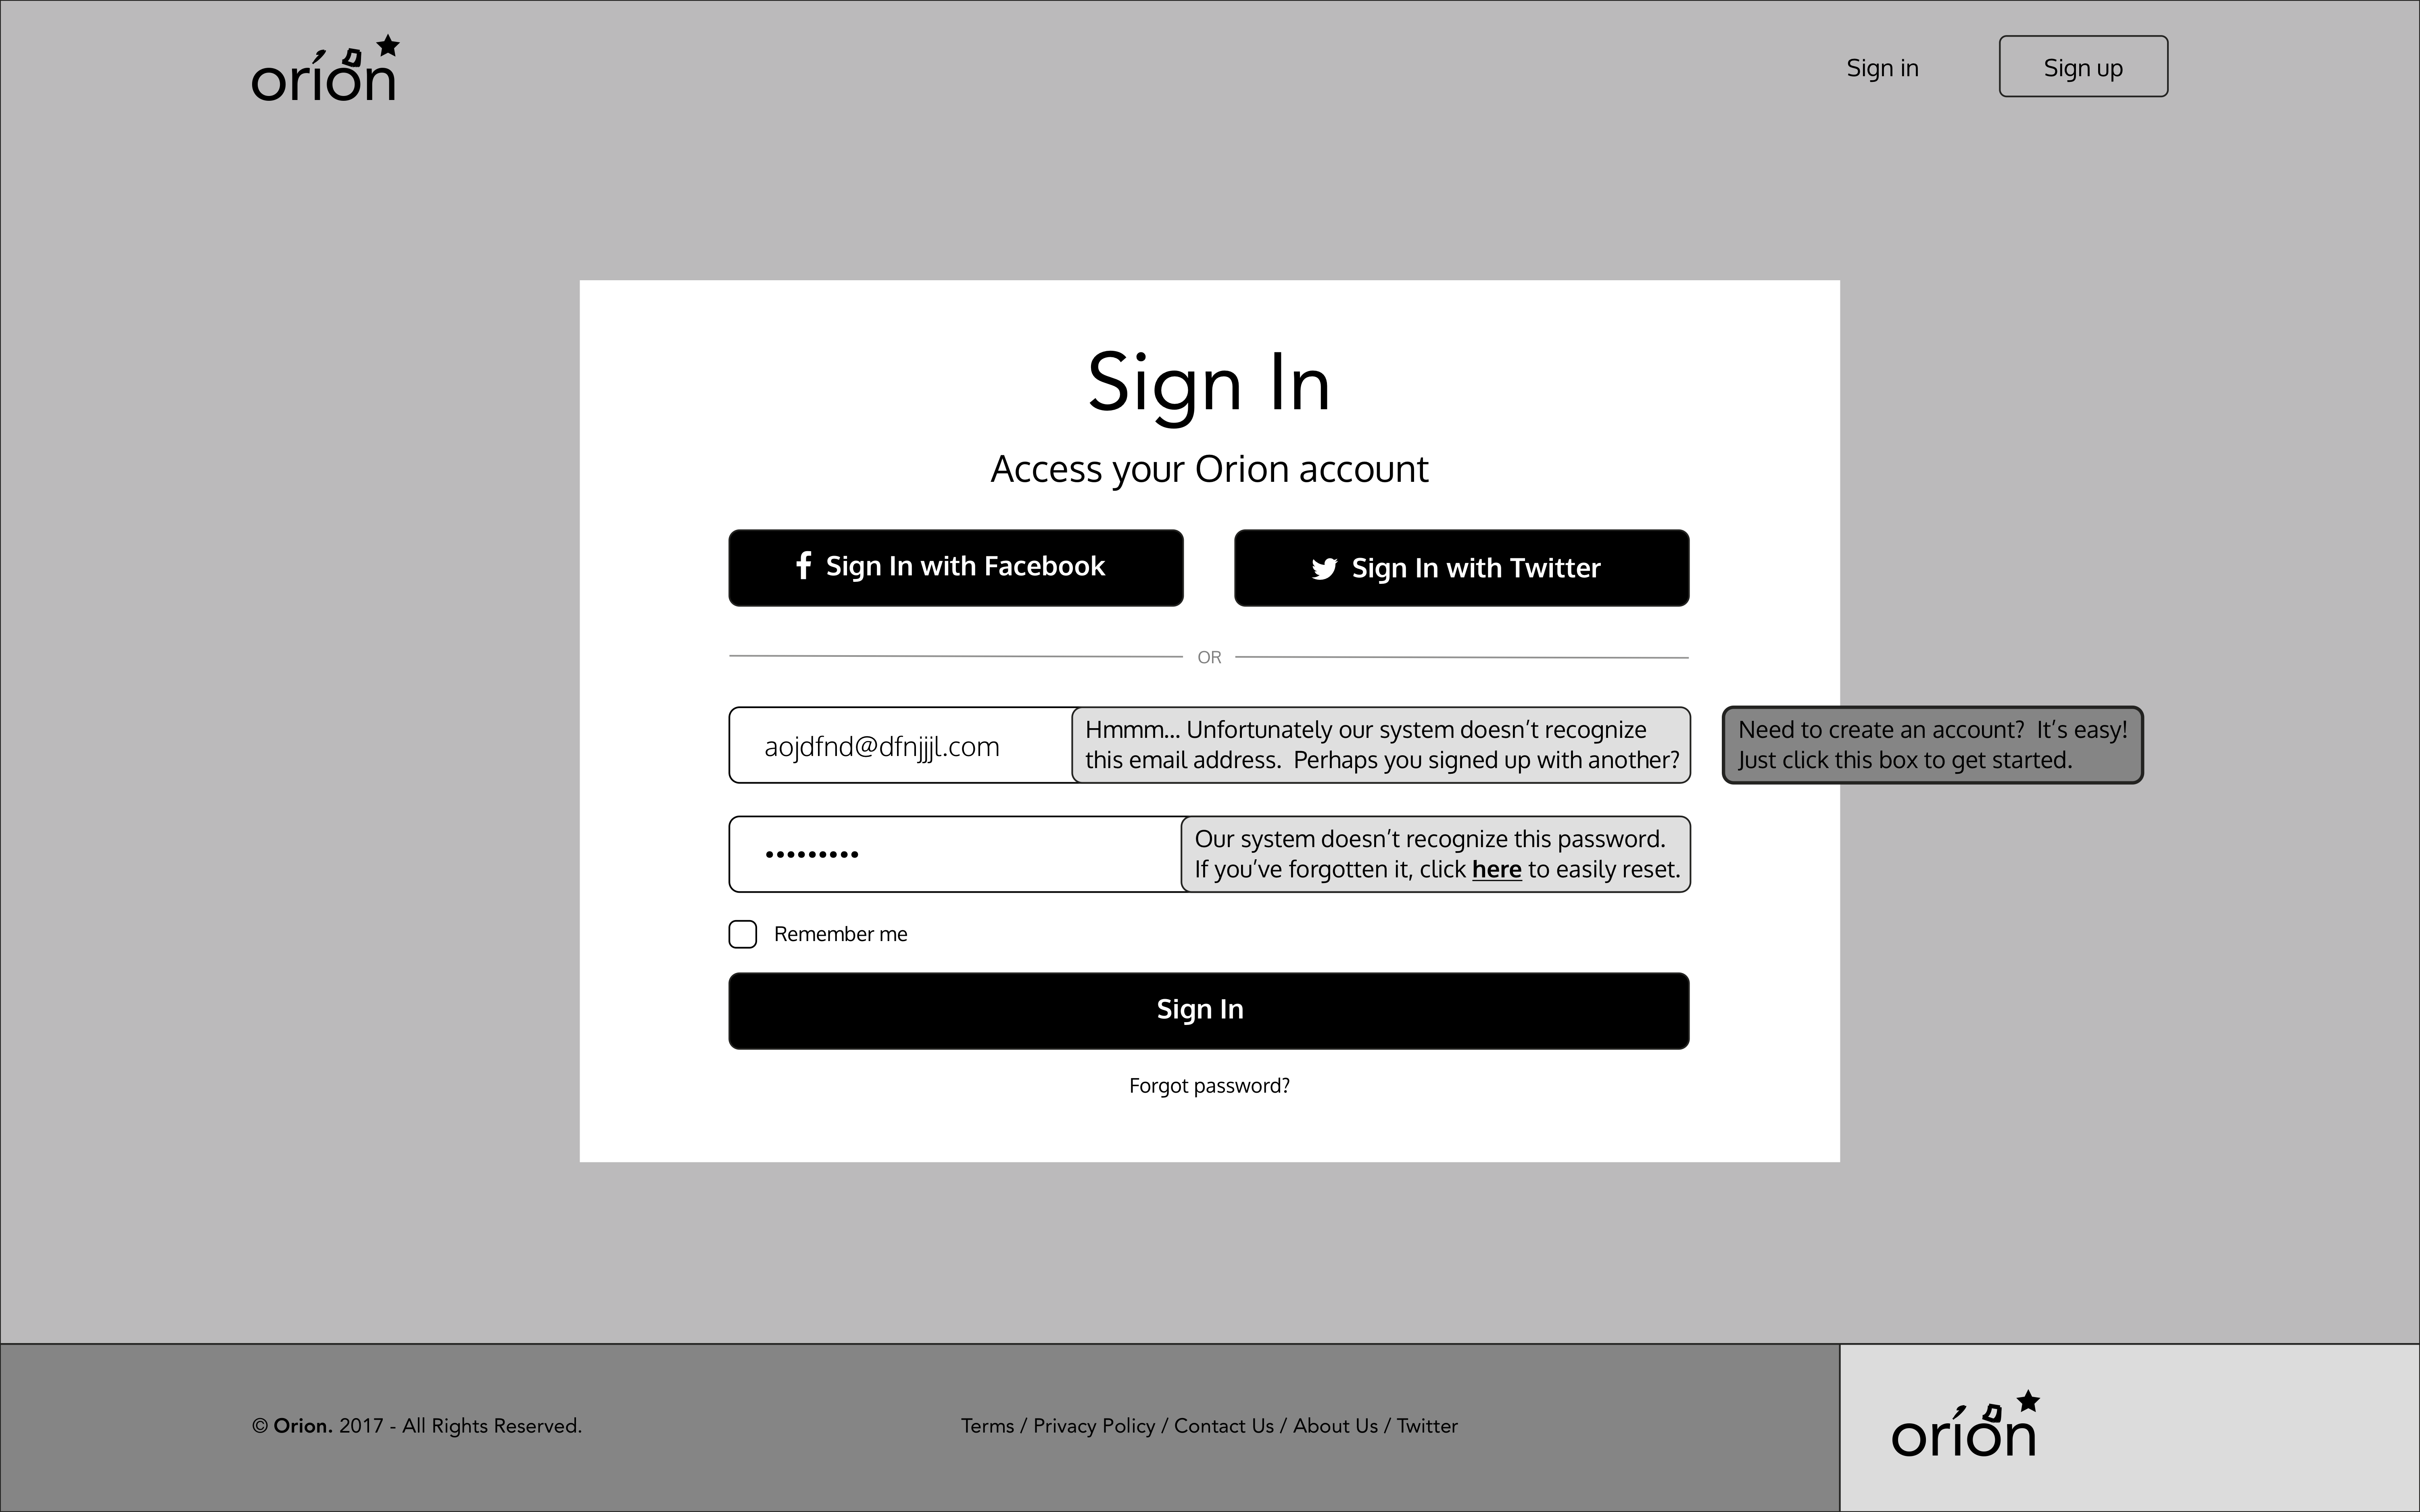 oríon
Sign in
Sign up
Sign In
Access your Orion account
Sign In with Facebook
Sign In with Twitter
OR
aojdfnd@dfnjjjl.com
Hmmm... Unfortunately our system doesn't recognize
this email address.  Perhaps you signed up with another?
Need to create an account?  It's easy!
Just click this box to get started.
•••••••••
Our system doesn't recognize this password.
If you've forgotten it, click here to easily reset.
Remember me
Sign In
Forgot password?
© Orion. 2017 - All Rights Reserved.
Terms / Privacy Policy / Contact Us / About Us / Twitter
oríon